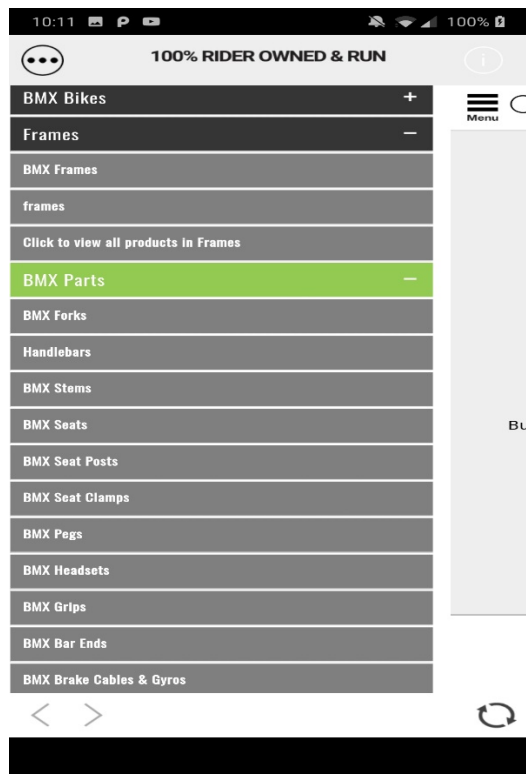 10:11
100%
100% RIDER OWNED & RUN
BMX Bikes
Menu
Frames
BMX Frames
frames
Click to view all products in Frames
BMX Parts
BMX Forks
Handlebars
BMX Stems
BMX Seats
Bu
BMX Seat Posts
BMX Seat Clamps
BMX Pegs
BMX Headsets
BMX Grips
BMX Bar Ends
BMX Brake Cables & Gyros